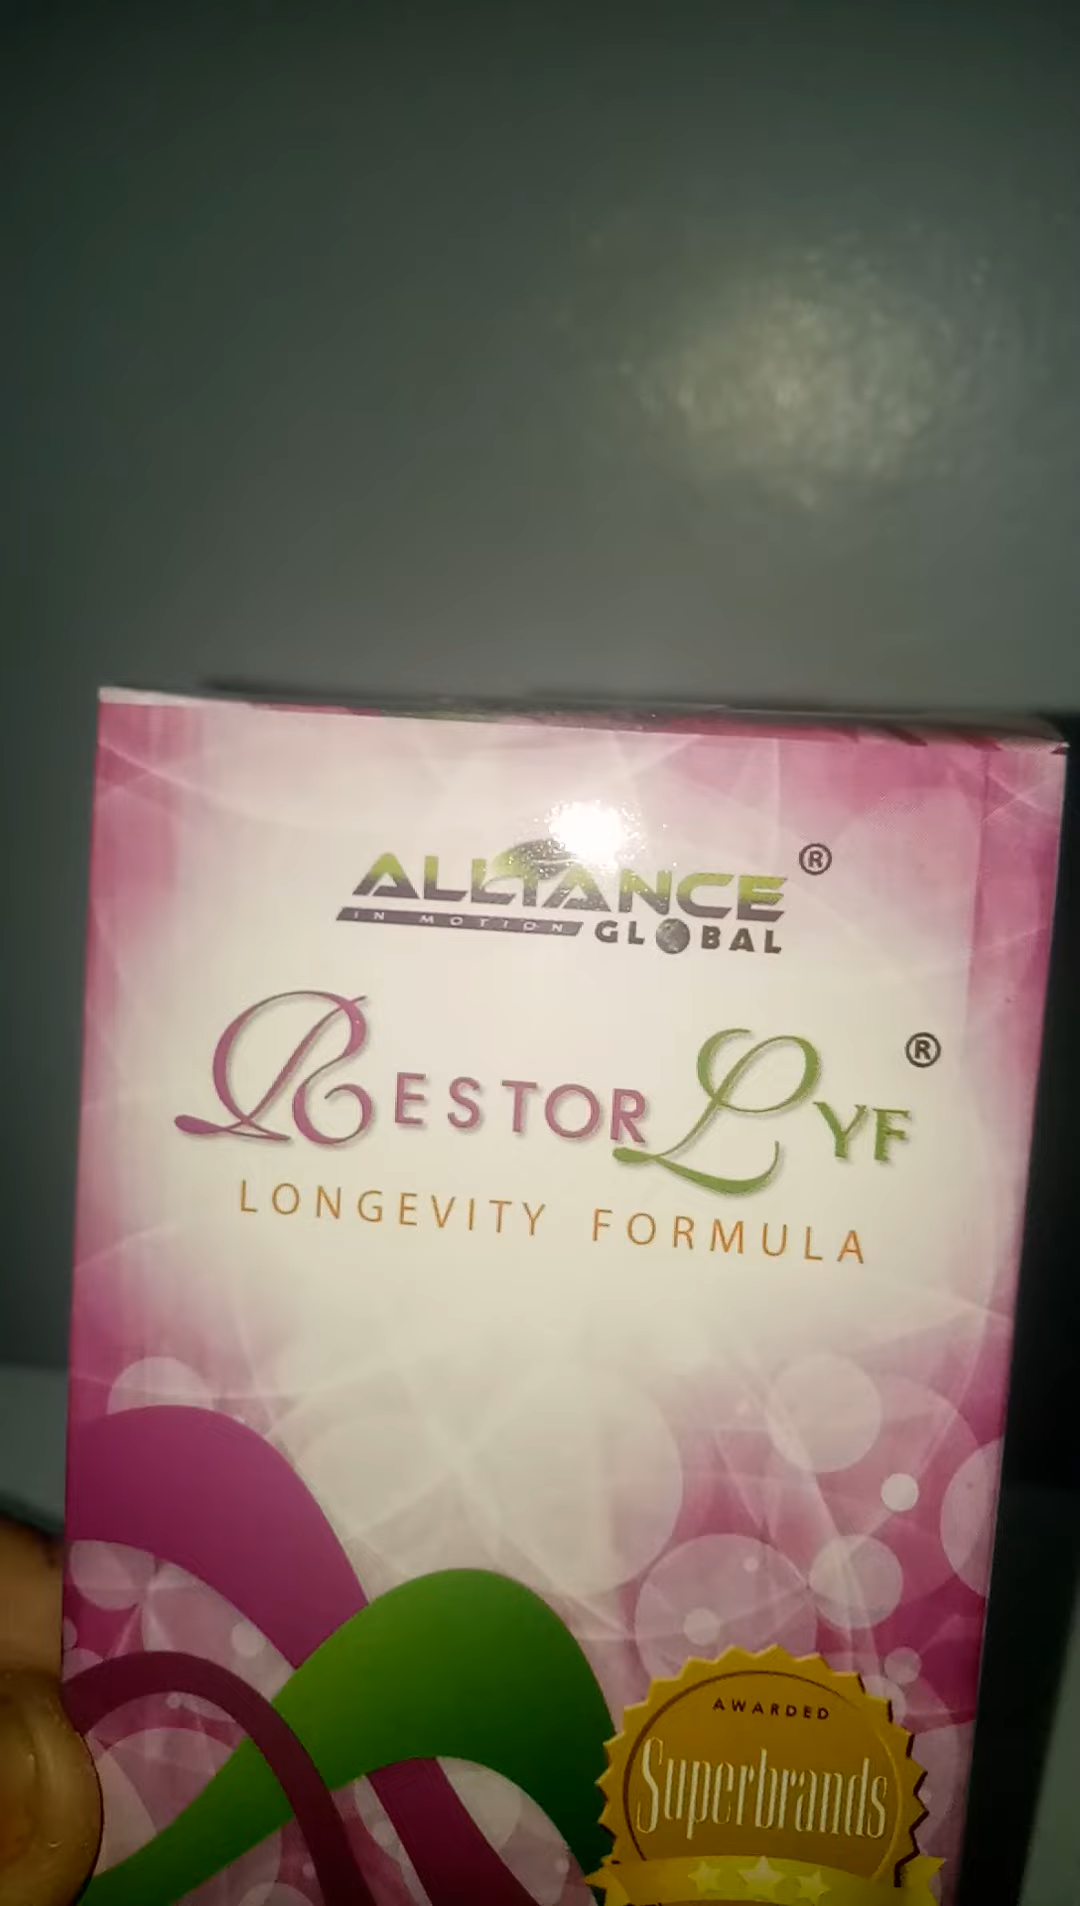 ALLIANCE ®
IN MOTION GLOBAL
RESTORLYF ®
LONGEVITY FORMULA
AWARDED
Superbrands